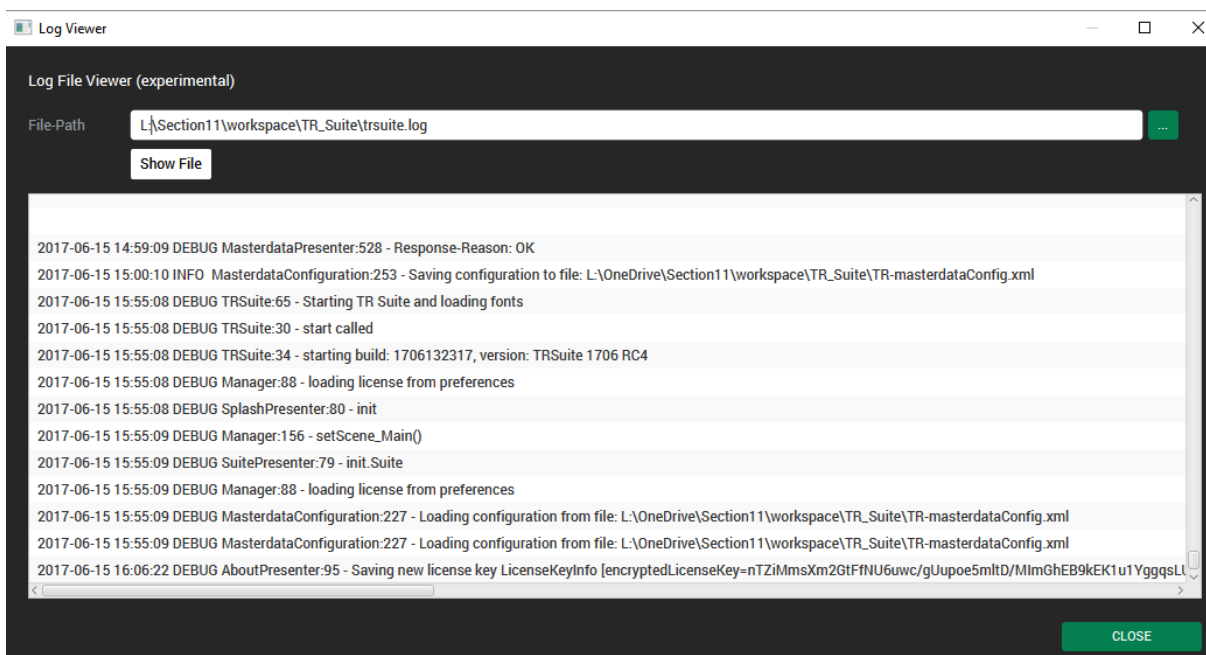 Log Viewer
Log File Viewer (experimental)
File-Path L:\Section11\workspace\TR_Suite\trsuite.log ...
Show File
2017-06-15 14:59:09 DEBUG MasterdataPresenter:528 - Response-Reason: OK
2017-06-15 15:00:10 INFO  MasterdataConfiguration:253 - Saving configuration to file: L:\OneDrive\Section11\workspace\TR_Suite\TR-masterdataConfig.xml
2017-06-15 15:55:08 DEBUG TRSuite:65 - Starting TR Suite and loading fonts
2017-06-15 15:55:08 DEBUG TRSuite:30 - start called
2017-06-15 15:55:08 DEBUG TRSuite:34 - starting build: 1706132317, version: TRSuite 1706 RC4
2017-06-15 15:55:08 DEBUG Manager:88 - loading license from preferences
2017-06-15 15:55:08 DEBUG SplashPresenter:80 - init
2017-06-15 15:55:09 DEBUG Manager:156 - setScene_Main()
2017-06-15 15:55:09 DEBUG SuitePresenter:79 - init.Suite
2017-06-15 15:55:09 DEBUG Manager:88 - loading license from preferences
2017-06-15 15:55:09 DEBUG MasterdataConfiguration:227 - Loading configuration from file: L:\OneDrive\Section11\workspace\TR_Suite\TR-masterdataConfig.xml
2017-06-15 15:55:09 DEBUG MasterdataConfiguration:227 - Loading configuration from file: L:\OneDrive\Section11\workspace\TR_Suite\TR-masterdataConfig.xml
2017-06-15 16:06:22 DEBUG AboutPresenter:95 - Saving new license key LicenseKeyInfo
CLOSE